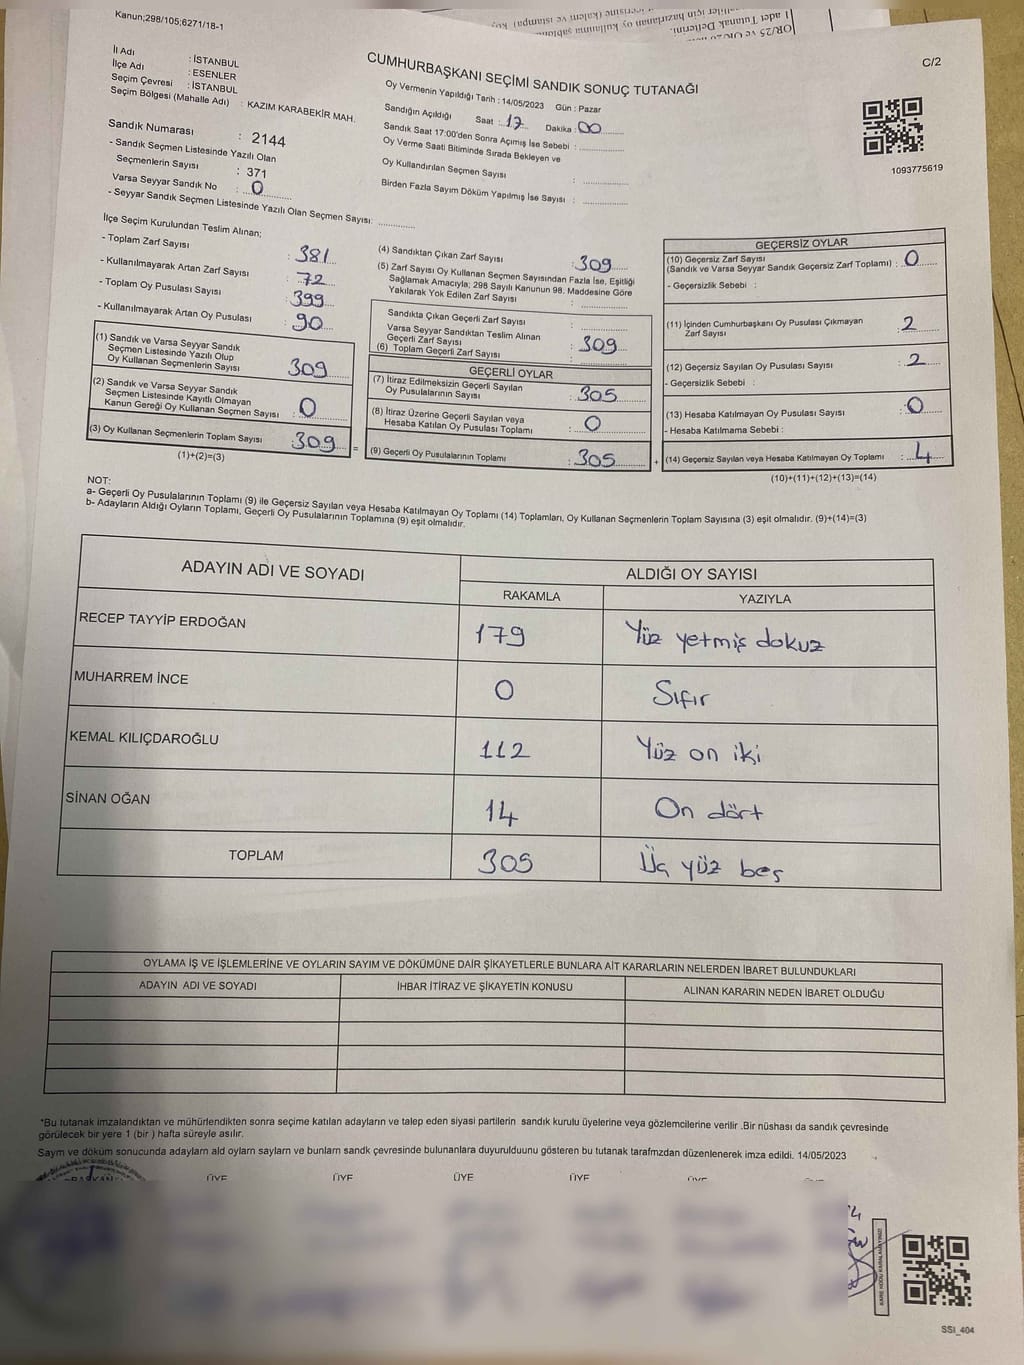 Kanun;298/105;6271/18-1
CUMHURBAŞKANI SEÇİMİ SANDIK SONUÇ TUTANAĞI
C/2
İl Adı : İSTANBUL
İlçe Adı : ESENLER
Seçim Çevresi : İSTANBUL
Seçim Bölgesi (Mahalle Adı) : KAZIM KARABEKİR MAH.
Sandık Numarası : 2144
- Sandık Seçmen Listesinde Yazılı Olan
Seçmenlerin Sayısı : 371
Varsa Seyyar Sandık No : 0
- Seyyar Sandık Seçmen Listesinde Yazılı Olan Seçmen Sayısı:
Oy Vermenin Yapıldığı Tarih : 14/05/2023 Gün : Pazar
Sandığın Açıldığı Saat : 17 Dakika : 00
Sandık Saat 17:00'den Sonra Açımış İse Sebebi :
Oy Verme Saati Bitiminde Sırada Bekleyen ve
Oy Kullandırılan Seçmen Sayısı :
Birden Fazla Sayım Döküm Yapılmış İse Sayısı :
1093775619
İlçe Seçim Kurulundan Teslim Alınan;
- Toplam Zarf Sayısı : 381
- Kullanılmayarak Artan Zarf Sayısı : 72
- Toplam Oy Pusulası Sayısı : 399
- Kullanılmayarak Artan Oy Pusulası : 90
(1) Sandık ve Varsa Seyyar Sandık
Seçmen Listesinde Yazılı Olup
Oy Kullanan Seçmenlerin Sayısı : 309
(2) Sandık ve Varsa Seyyar Sandık
Seçmen Listesinde Kayıtlı Olmayan
Kanun Gereği Oy Kullanan Seçmen Sayısı : 0
(3) Oy Kullanan Seçmenlerin Toplam Sayısı : 309
(1)+(2)=(3)
=
(4) Sandıktan Çıkan Zarf Sayısı : 309
(5) Zarf Sayısı Oy Kullanan Seçmen Sayısından Fazla İse, Eşitliği
Sağlamak Amacıyla; 298 Sayılı Kanunun 98. Maddesine Göre
Yakılarak Yok Edilen Zarf Sayısı :
Sandıkta Çıkan Geçerli Zarf Sayısı :
Varsa Seyyar Sandıktan Teslim Alınan
Geçerli Zarf Sayısı :
(6) Toplam Geçerli Zarf Sayısı : 309
GEÇERLİ OYLAR
(7) İtiraz Edilmeksizin Geçerli Sayılan
Oy Pusulalarının Sayısı : 305
(8) İtiraz Üzerine Geçerli Sayılan veya
Hesaba Katılan Oy Pusulası Toplamı : 0
(9) Geçerli Oy Pusulalarının Toplamı : 305
+
GEÇERSİZ OYLAR
(10) Geçersiz Zarf Sayısı
(Sandık ve Varsa Seyyar Sandık Geçersiz Zarf Toplamı) : 0
- Geçersizlik Sebebi :
(11) İçinden Cumhurbaşkanı Oy Pusulası Çıkmayan
Zarf Sayısı : 2
(12) Geçersiz Sayılan Oy Pusulası Sayısı : 2
- Geçersizlik Sebebi :
(13) Hesaba Katılmayan Oy Pusulası Sayısı : 0
- Hesaba Katılmama Sebebi :
(14) Geçersiz Sayılan veya Hesaba Katılmayan Oy Toplamı : 4
(10)+(11)+(12)+(13)=(14)
NOT:
a- Geçerli Oy Pusulalarının Toplamı (9) ile Geçersiz Sayılan veya Hesaba Katılmayan Oy Toplamı (14) Toplamları, Oy Kullanan Seçmenlerin Toplam Sayısına (3) eşit olmalıdır. (9)+(14)=(3)
b- Adayların Aldığı Oyların Toplamı, Geçerli Oy Pusulalarının Toplamına (9) eşit olmalıdır.
ADAYIN ADI VE SOYADI ALDIĞI OY SAYISI
RAKAMLA YAZIYLA
RECEP TAYYİP ERDOĞAN 179 Yüz yetmiş dokuz
MUHARREM İNCE 0 Sıfır
KEMAL KILIÇDAROĞLU 112 Yüz on iki
SİNAN OĞAN 14 On dört
TOPLAM 305 Üç yüz beş
OYLAMA İŞ VE İŞLEMLERİNE VE OYLARIN SAYIM VE DÖKÜMÜNE DAİR ŞİKAYETLERLE BUNLARA AİT KARARLARIN NELERDEN İBARET BULUNDUKLARI
ADAYIN ADI VE SOYADI İHBAR İTİRAZ VE ŞİKAYETİN KONUSU ALINAN KARARIN NEDEN İBARET OLDUĞU
*Bu tutanak imzalandıktan ve mühürlendikten sonra seçime katılan adayların ve talep eden siyasi partilerin sandık kurulu üyelerine veya gözlemcilerine verilir .Bir nüshası da sandık çevresinde
görülecek bir yere 1 (bir ) hafta süreyle asılır.
Saym ve döküm sonucunda adaylarn ald oylarn saylarn ve bunlarn sandk çevresinde bulunanlara duyurulduunu gösteren bu tutanak tarafmzdan düzenlenerek imza edildi. 14/05/2023
BAŞKAN ÜYE ÜYE ÜYE ÜYE ÜYE
KARE KODU KARALAMAYINIZ!
SSI_404